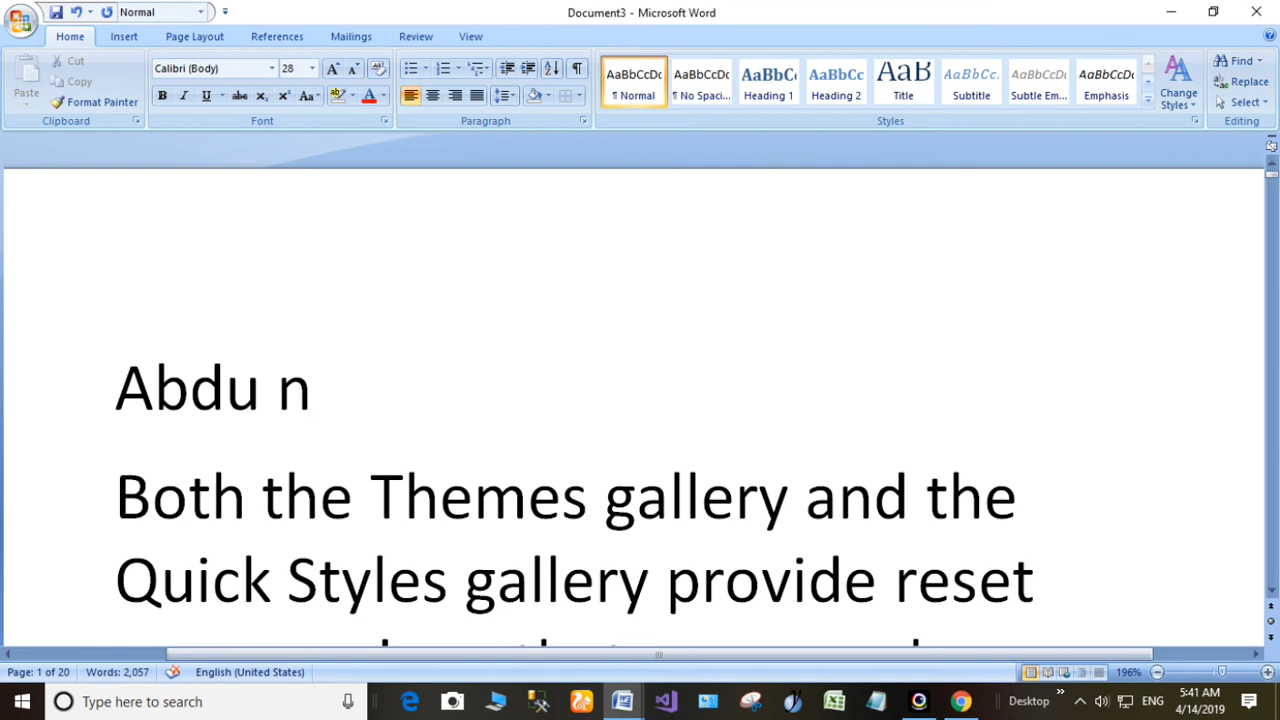 Normal
Document3 - Microsoft Word
Home Insert Page Layout References Mailings Review View
Paste
Cut
Copy
Format Painter
Clipboard
Calibri (Body) 28
Font
Paragraph
AaBbCcDc AaBbCcDc AaBbC AaBbCc AaB AaBbCc. AaBbCcDc AaBbCcDc
¶ Normal ¶ No Spaci... Heading 1 Heading 2 Title Subtitle Subtle Em... Emphasis
Change Styles
Styles
Find
Replace
Select
Editing
Abdu n
Both the Themes gallery and the
Quick Styles gallery provide reset
Page: 1 of 20 Words: 2,057 English (United States) 196%
Type here to search
Desktop ENG 5:41 AM
4/14/2019